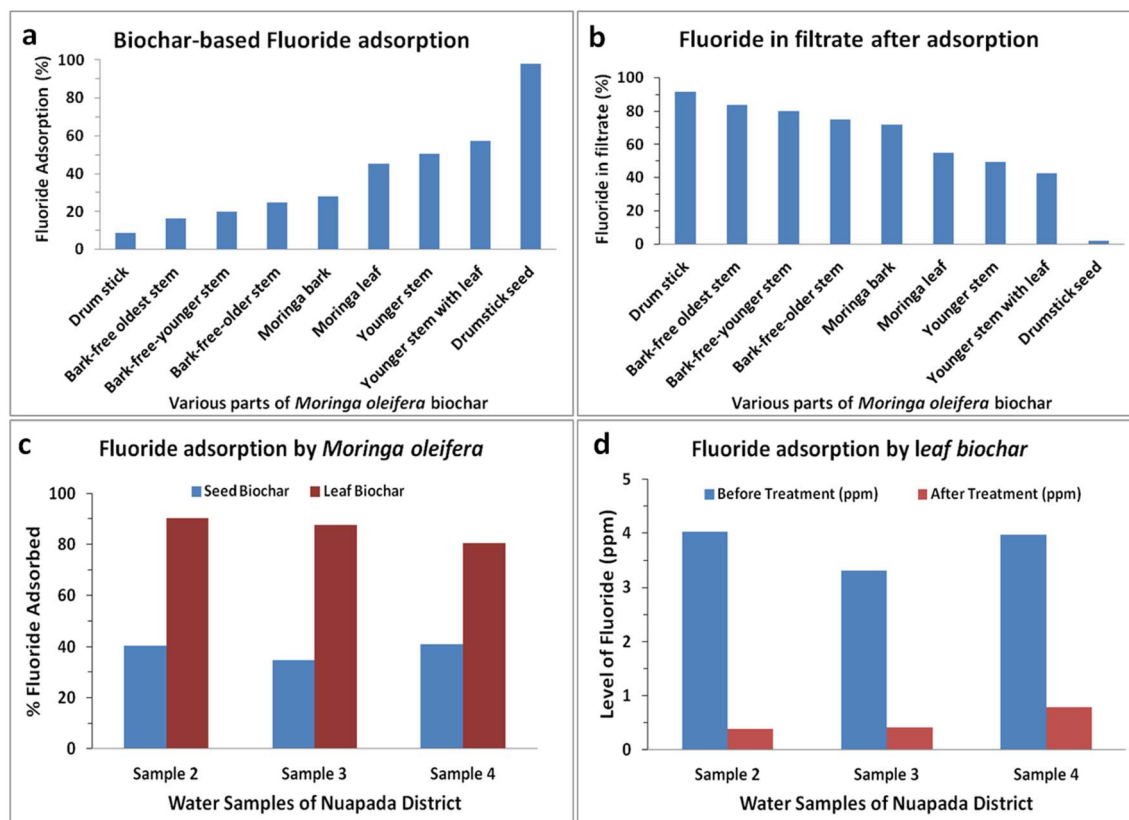 a
Biochar-based Fluoride adsorption
Fluoride Adsorption (%)
100
80
60
40
20
0
Drum stick
Bark-free oldest stem
Bark-free-younger stem
Bark-free-older stem
Moringa bark
Moringa leaf
Younger stem
Younger stem with leaf
Drumstick seed
Various parts of Moringa oleifera biochar
b
Fluoride in filtrate after adsorption
Fluoride in filtrate (%)
100
80
60
40
20
0
Drum stick
Bark-free oldest stem
Bark-free-younger stem
Bark-free-older stem
Moringa bark
Moringa leaf
Younger stem
Younger stem with leaf
Drumstick seed
Various parts of Moringa oleifera biochar
c
Fluoride adsorption by Moringa oleifera
Seed Biochar
Leaf Biochar
% Fluoride Adsorbed
100
80
60
40
20
0
Sample 2
Sample 3
Sample 4
Water Samples of Nuapada District
d
Fluoride adsorption by leaf biochar
Before Treatment (ppm)
After Treatment (ppm)
Level of Fluoride (ppm)
5
4
3
2
1
0
Sample 2
Sample 3
Sample 4
Water Samples of Nuapada District